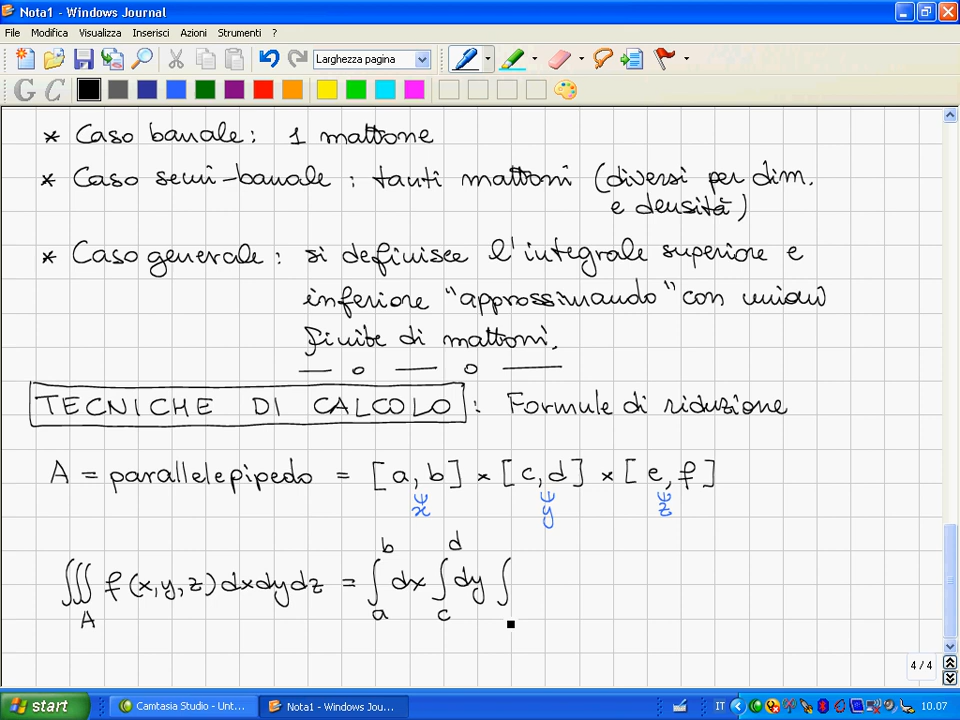 Nota1 - Windows Journal
File Modifica Visualizza Inserisci Azioni Strumenti ?
Larghezza pagina
G C
* Caso banale: 1 mattone
* Caso semi-banale : tanti mattoni (diversi per dim.
e densità)
* Caso generale : si definisce l'integrale superiore e
inferiore "approssimando" con unioni
finite di mattoni.
— o — o —
TECNICHE DI CALCOLO : Formule di riduzione
A = parallelepipedo = [a,b] × [c,d] × [e,f]
Ψ Ψ Ψ
x y z
b d
∭ f(x,y,z)dxdydz = ∫ dx ∫ dy ∫
A a c
4 / 4
start Camtasia Studio - Unt... Nota1 - Windows Jou... IT 10.07